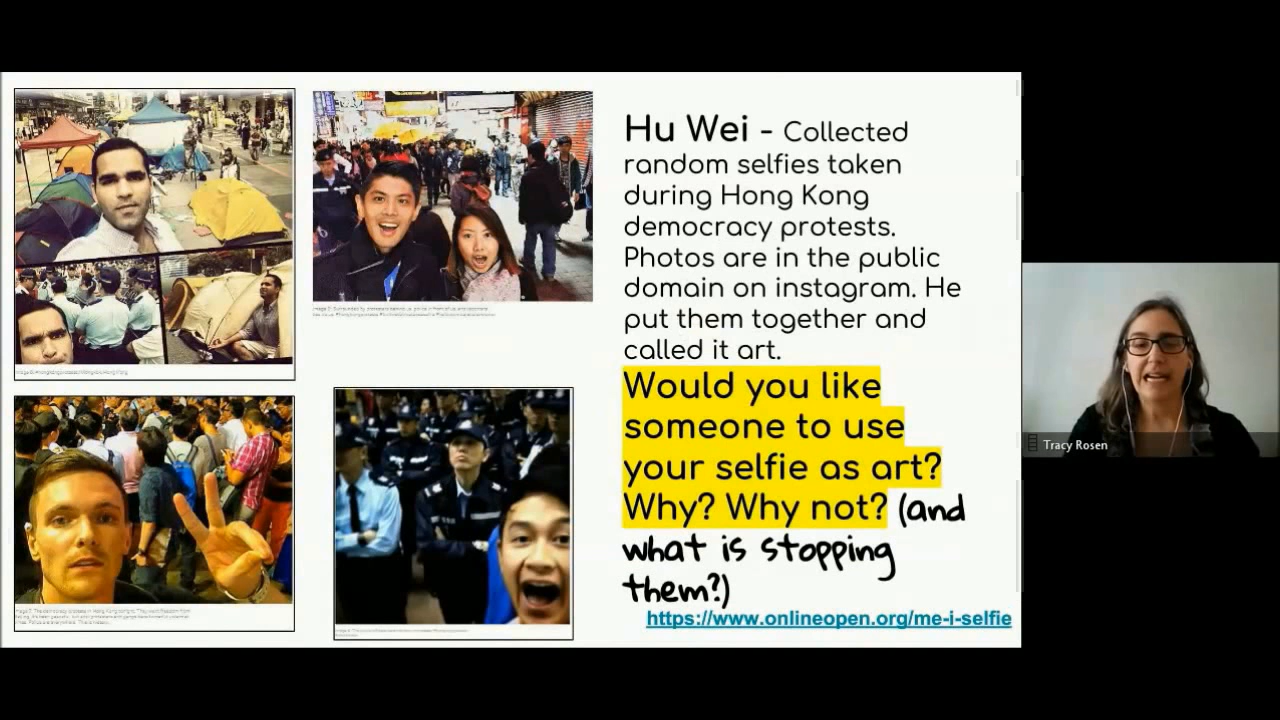 Hu Wei - Collected
random selfies taken
during Hong Kong
democracy protests.
Photos are in the public
domain on instagram. He
put them together and
called it art.
Would you like
someone to use
your selfie as art?
Why? Why not? (and
what is stopping
them?)
https://www.onlineopen.org/me-i-selfie
Tracy Rosen